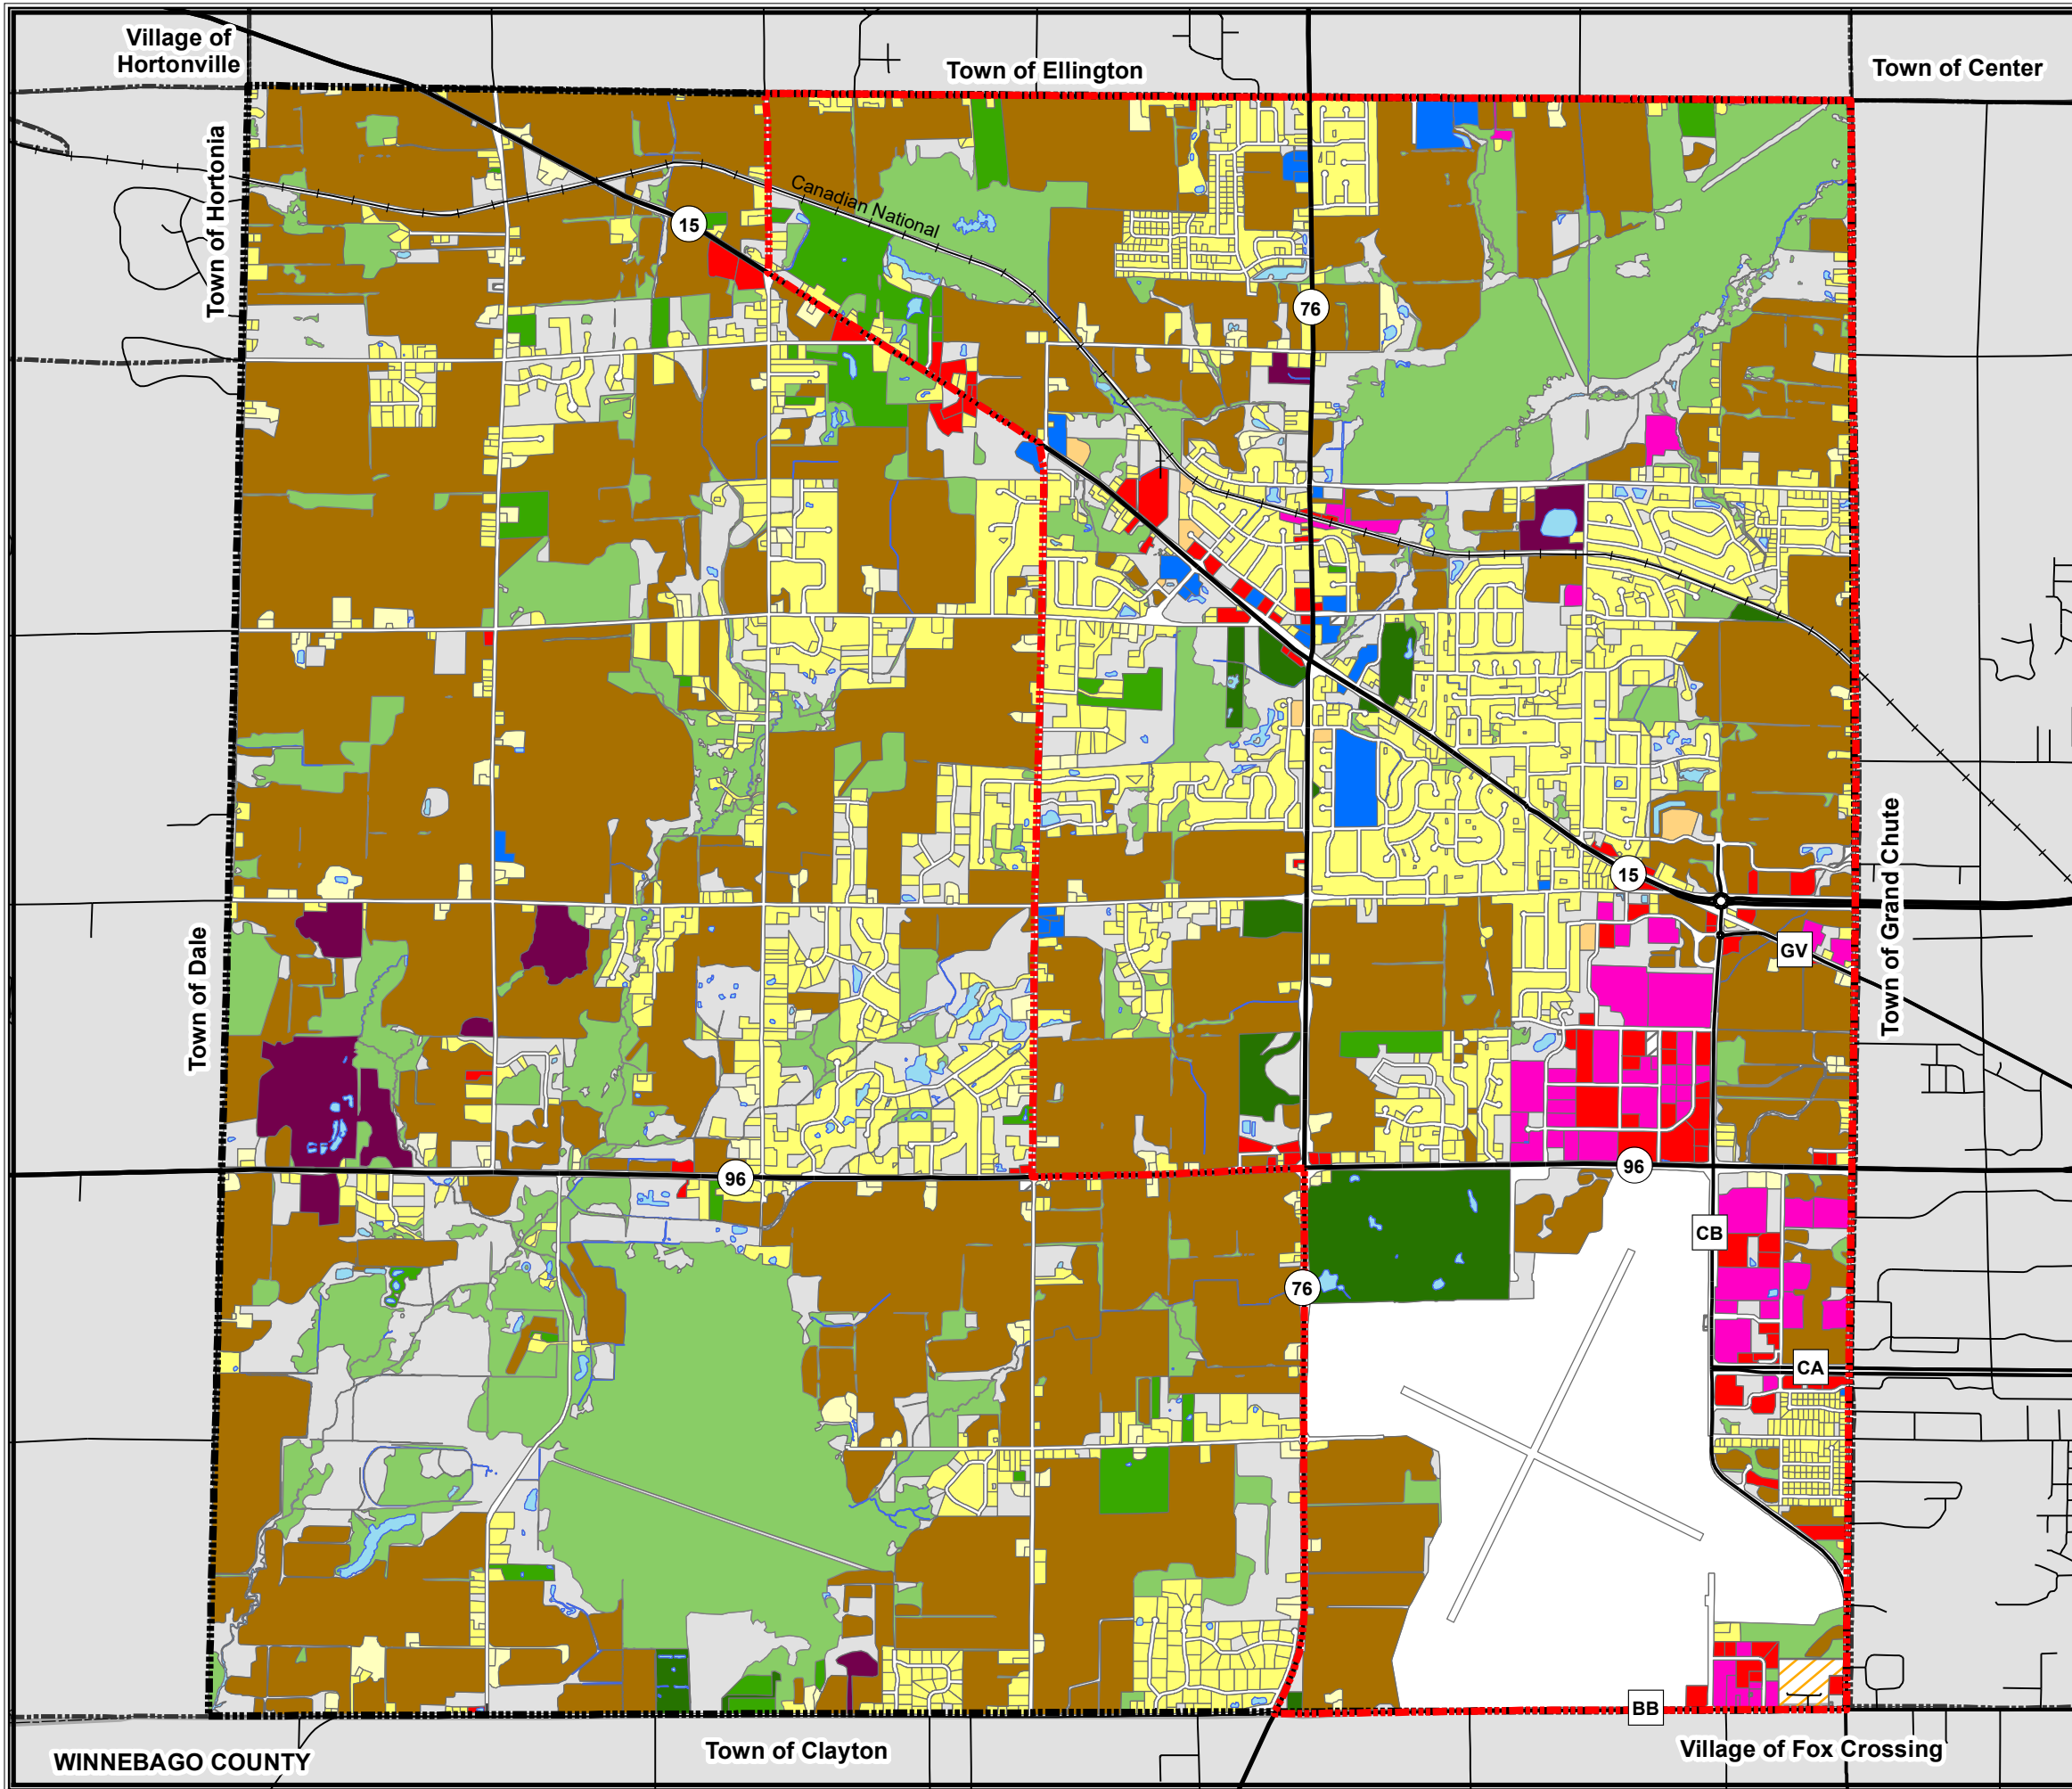 Village of
Hortonville
Town of Ellington
Town of Center
Town of Hortonia
Canadian National
15
76
Town of Grand Chute
15
GV
Town of Dale
96
96
CB
76
CA
BB
WINNEBAGO COUNTY
Town of Clayton
Village of Fox Crossing